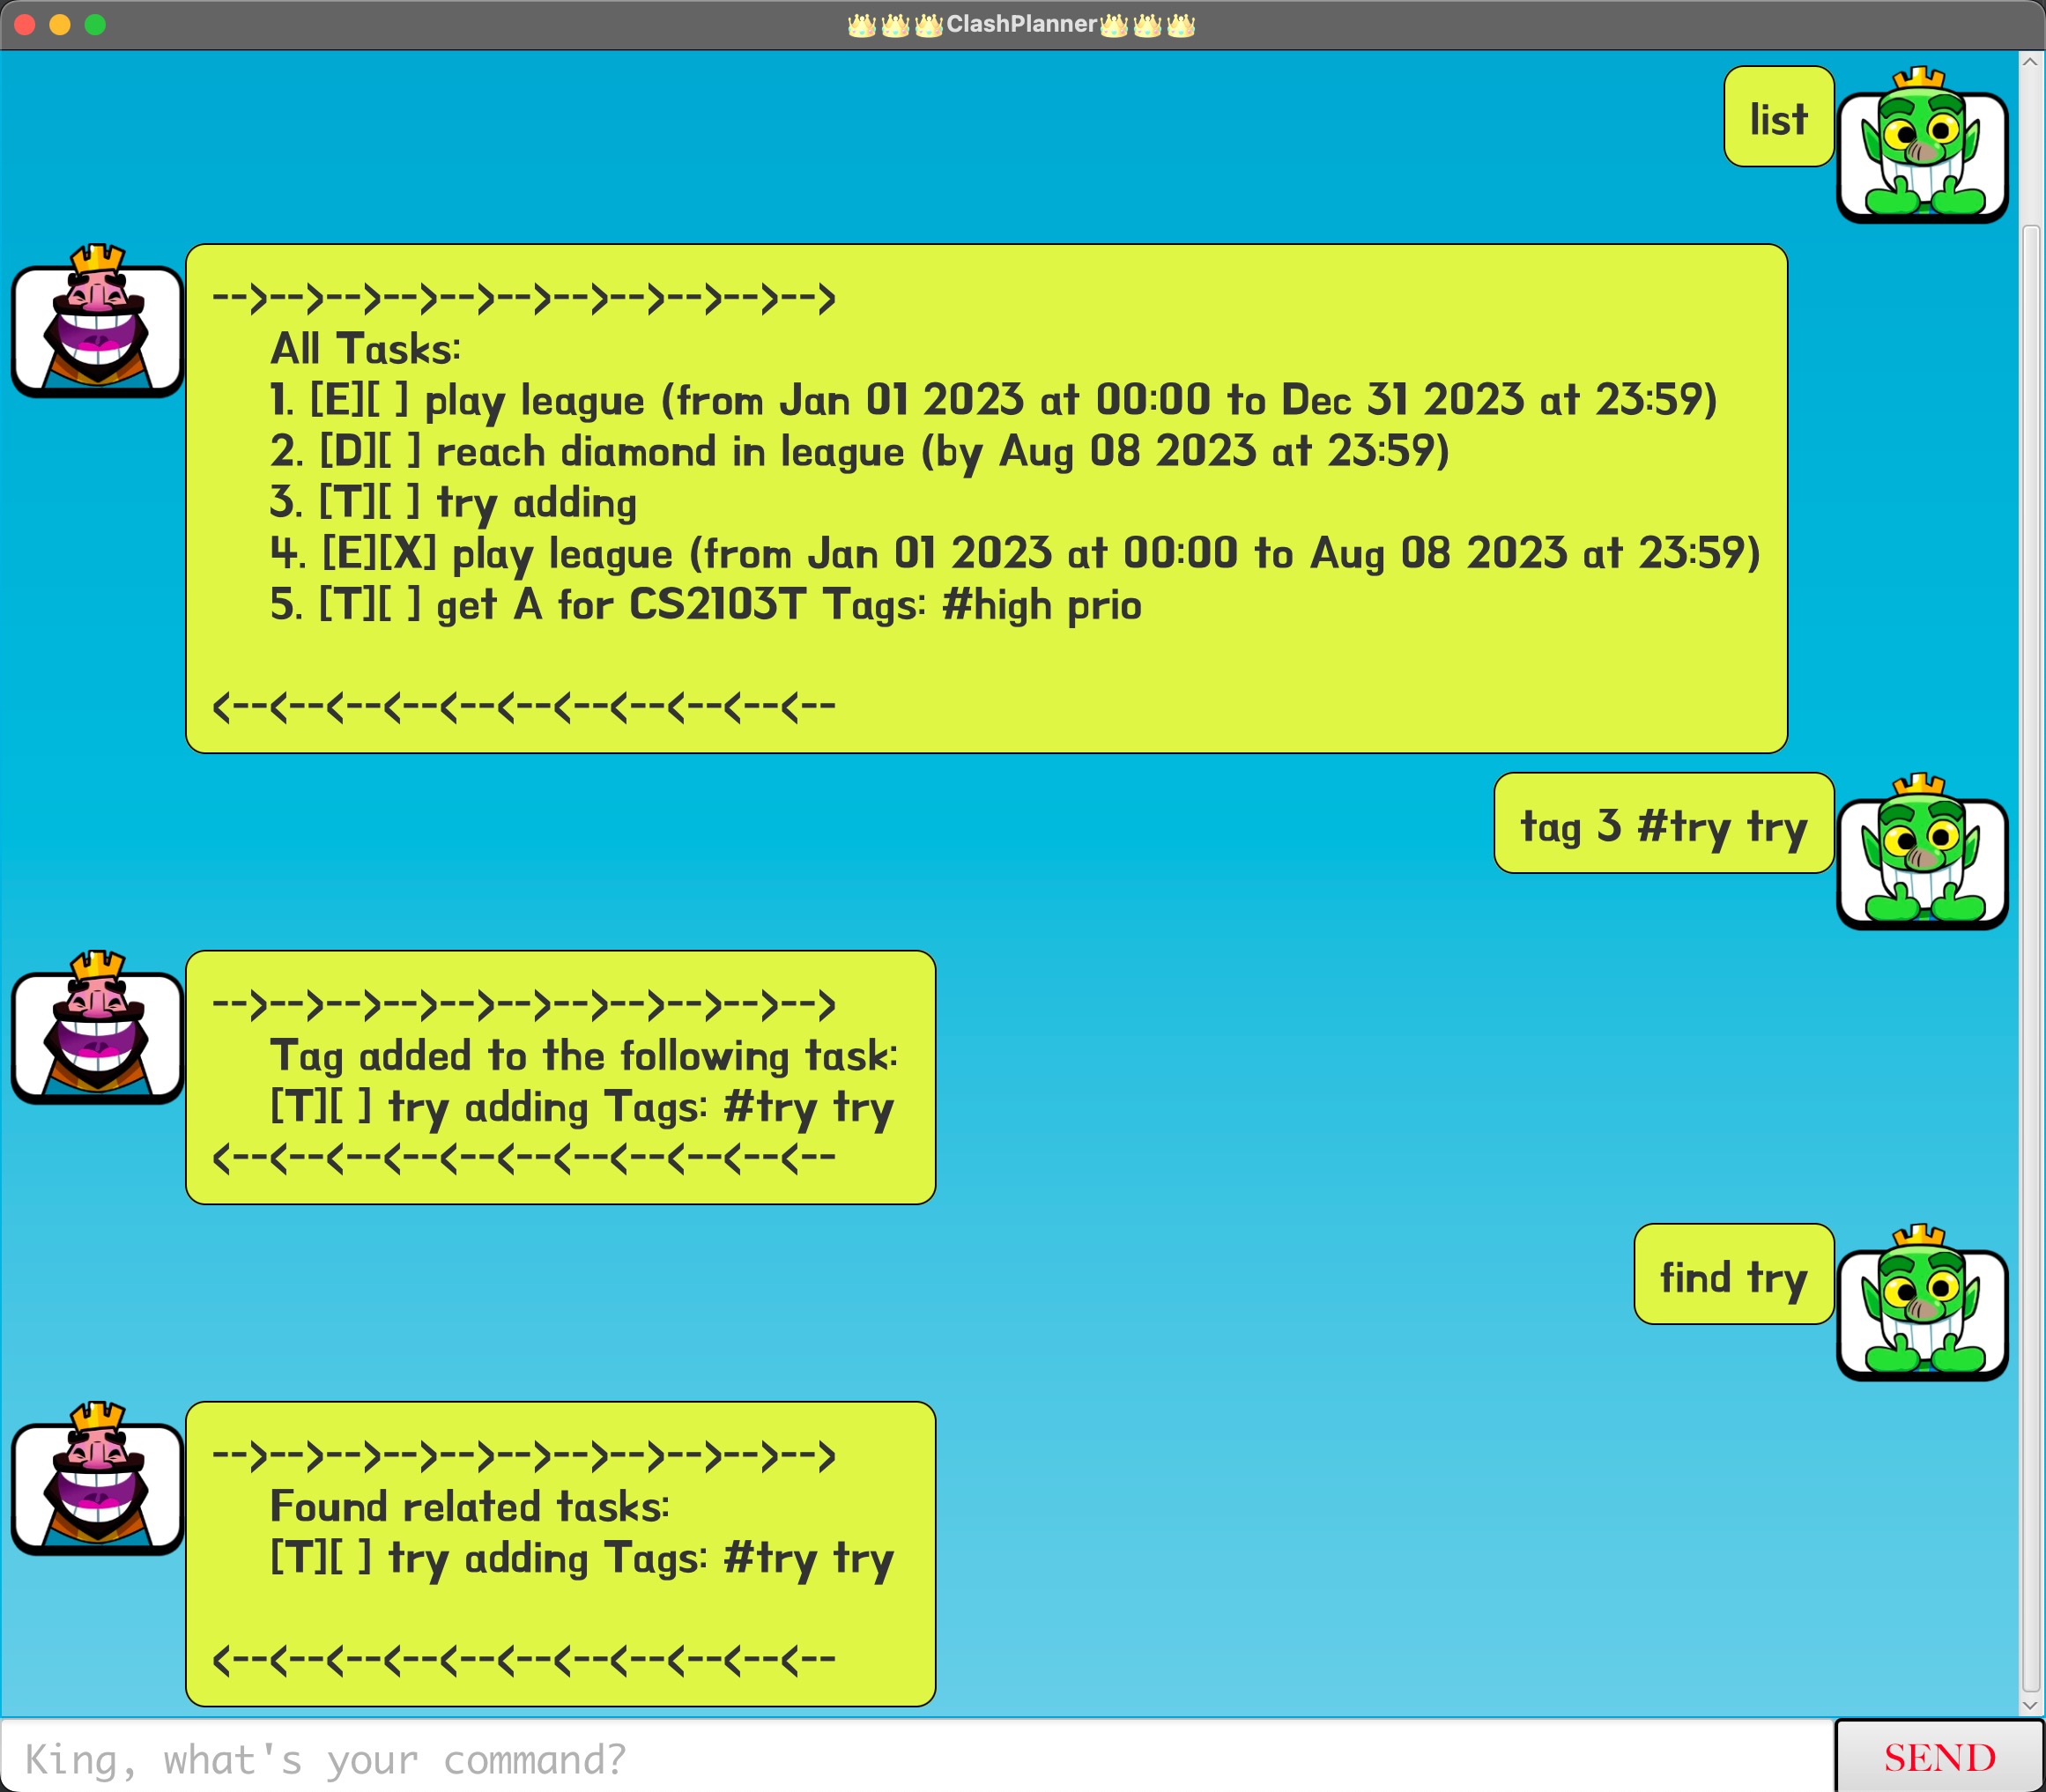 👑👑👑ClashPlanner👑👑👑
list
-->-->-->-->-->-->-->-->-->-->-->
All Tasks:
1. [E][ ] play league (from Jan 01 2023 at 00:00 to Dec 31 2023 at 23:59)
2. [D][ ] reach diamond in league (by Aug 08 2023 at 23:59)
3. [T][ ] try adding
4. [E][X] play league (from Jan 01 2023 at 00:00 to Aug 08 2023 at 23:59)
5. [T][ ] get A for CS2103T Tags: #high prio
<--<--<--<--<--<--<--<--<--<--<--
tag 3 #try try
-->-->-->-->-->-->-->-->-->-->-->
Tag added to the following task:
[T][ ] try adding Tags: #try try
<--<--<--<--<--<--<--<--<--<--<--
find try
-->-->-->-->-->-->-->-->-->-->-->
Found related tasks:
[T][ ] try adding Tags: #try try
<--<--<--<--<--<--<--<--<--<--<--
King, what's your command?
SEND